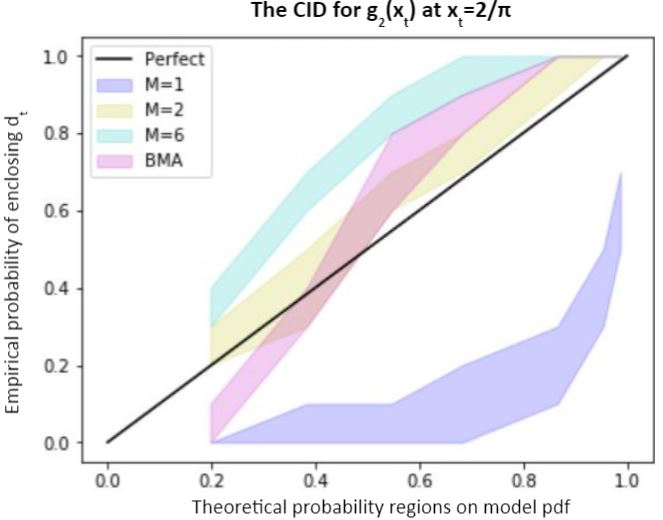 The CID for g₂(xₜ) at xₜ=2/π
Empirical probability of enclosing dₜ
1.0
0.8
0.6
0.4
0.2
0.0
Perfect
M=1
M=2
M=6
BMA
0.0 0.2 0.4 0.6 0.8 1.0
Theoretical probability regions on model pdf